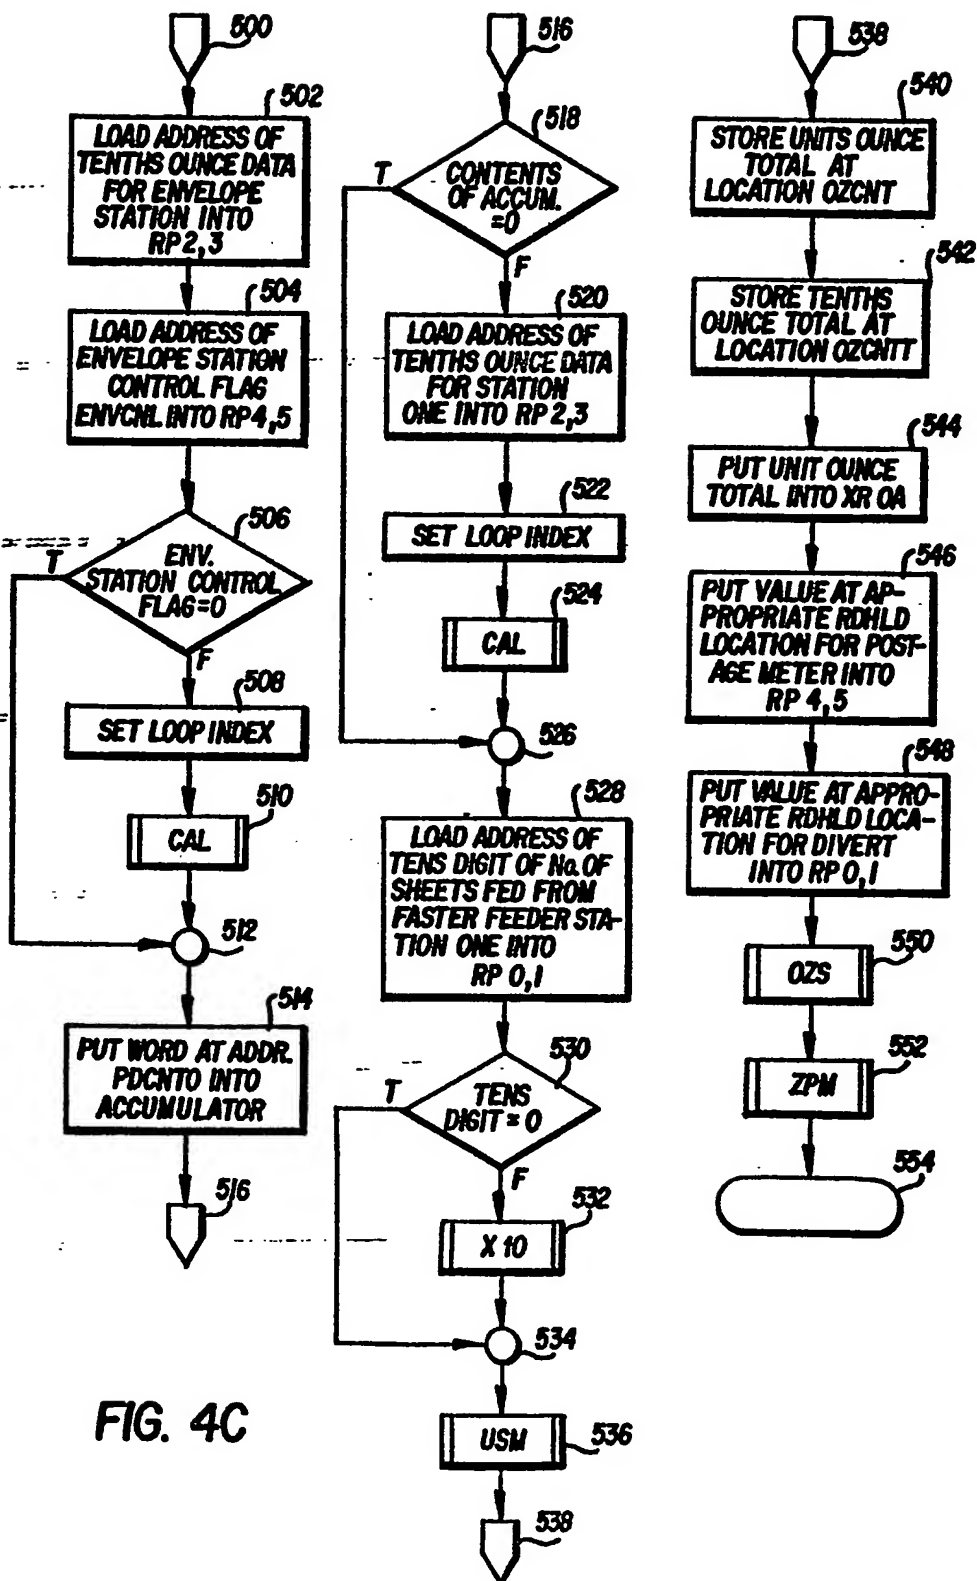 500
502
LOAD ADDRESS OF
TENTHS OUNCE DATA
FOR ENVELOPE
STATION INTO
RP 2, 3
504
LOAD ADDRESS OF
ENVELOPE STATION
CONTROL FLAG
ENVCNL INTO RP4,5
506
T
ENV.
STATION CONTROL
FLAG=0
F
508
SET LOOP INDEX
510
CAL
512
514
PUT WORD AT ADDR.
PDCNTO INTO
ACCUMULATOR
516
FIG. 4C
516
518
T
CONTENTS
OF ACCUM.
=0
F
520
LOAD ADDRESS OF
TENTHS OUNCE DATA
FOR STATION
ONE INTO RP 2,3
522
SET LOOP INDEX
524
CAL
526
528
LOAD ADDRESS OF
TENS DIGIT OF No. OF
SHEETS FED FROM
FASTER FEEDER STA-
TION ONE INTO
RP 0,1
530
T
TENS
DIGIT = 0
F
532
X 10
534
USM
536
538
538
540
STORE UNITS OUNCE
TOTAL AT
LOCATION OZCNT
542
STORE TENTHS
OUNCE TOTAL AT
LOCATION OZCNTT
544
PUT UNIT OUNCE
TOTAL INTO XR OA
546
PUT VALUE AT AP-
PROPRIATE RDHLD
LOCATION FOR POST-
AGE METER INTO
RP 4,5
548
PUT VALUE AT APPRO-
PRIATE RDHLD LOCA-
TION FOR DIVERT
INTO RP 0,1
550
OZS
552
ZPM
554